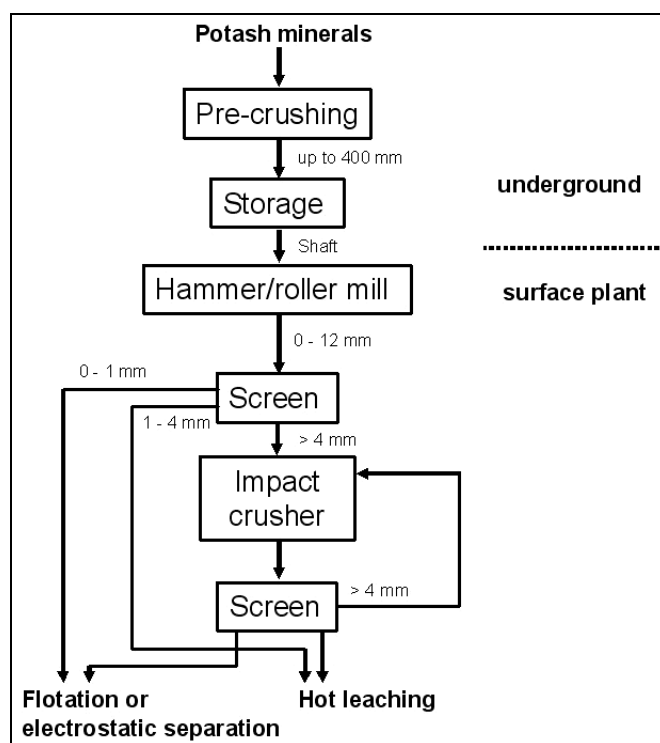 Potash minerals
Pre-crushing
up to 400 mm
underground
Storage
Shaft
surface plant
Hammer/roller mill
0 - 12 mm
0 - 1 mm
Screen
1 - 4 mm
> 4 mm
Impact
crusher
Screen
> 4 mm
Flotation or
electrostatic separation
Hot leaching